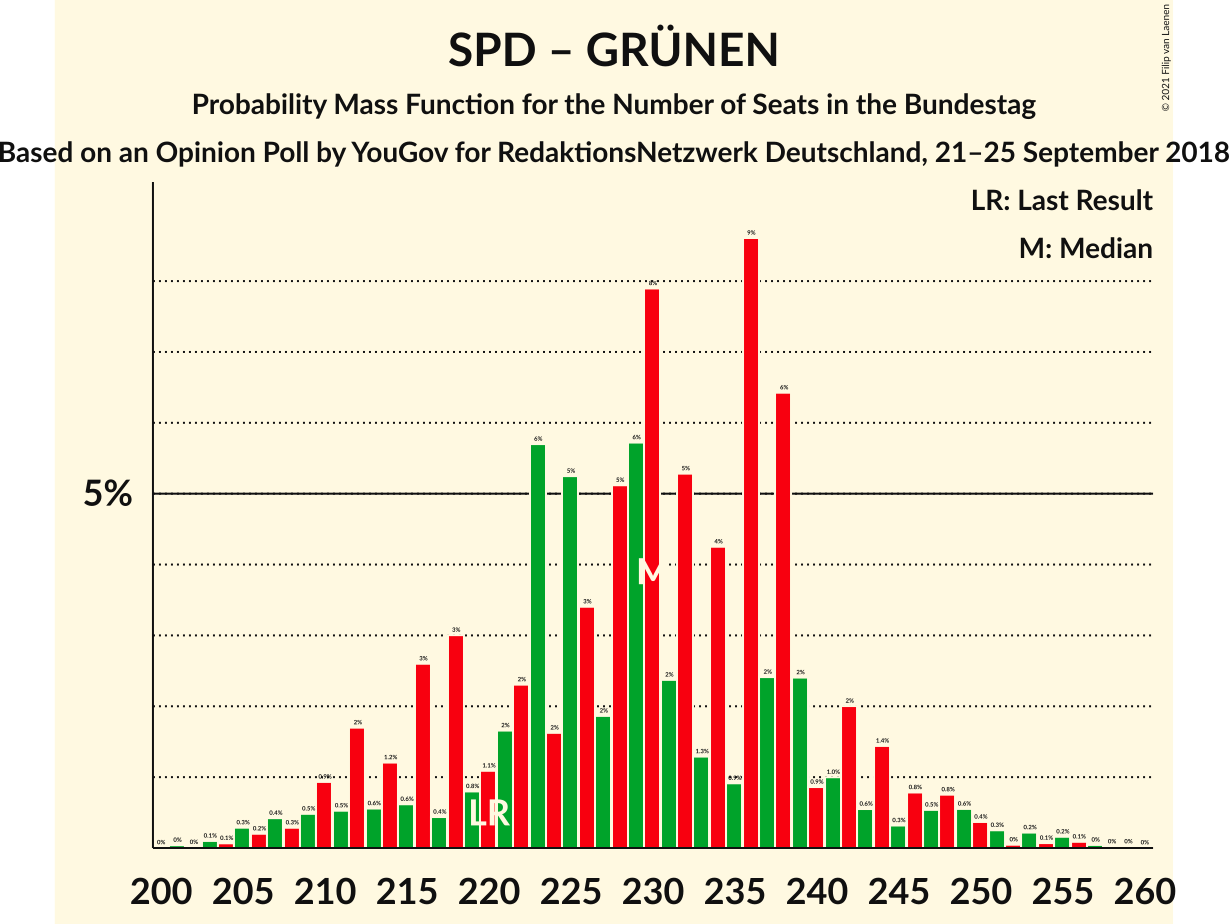 SPD – GRÜNEN
© 2021 Filip van Laenen
Probability Mass Function for the Number of Seats in the Bundestag
Based on an Opinion Poll by YouGov for RedaktionsNetzwerk Deutschland, 21–25 September 2018
LR: Last Result
M: Median
5%
0% 0% 0% 0.1% 0.1% 0.3% 0.2% 0.4% 0.3% 0.5% 0.9% 0.5% 2% 0.6% 1.2% 0.6% 3% 0.4% 3% 0.8% 1.1% 2% 2% 6% 2% 5% 3% 2% 5% 6% 8% 2% 5% 1.3% 4% 0.9% 9% 2% 6% 2% 0.9% 1.0% 2% 0.6% 1.4% 0.3% 0.8% 0.5% 0.8% 0.6% 0.4% 0.3% 0% 0.2% 0.1% 0.2% 0.1% 0% 0% 0% 0%
M
LR
200 205 210 215 220 225 230 235 240 245 250 255 260